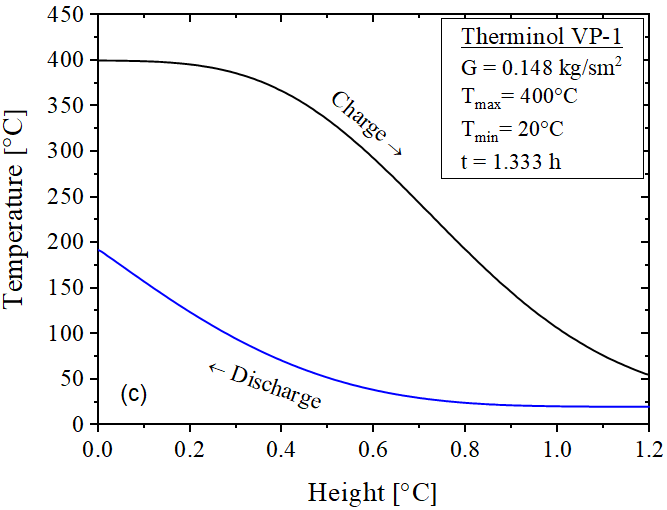 450
400
350
300
250
200
150
100
50
0
Temperature [°C]
Therminol VP-1
G = 0.148 kg/sm²
Tmax= 400°C
Tmin= 20°C
t = 1.333 h
Charge →
← Discharge
(c)
0.0 0.2 0.4 0.6 0.8 1.0 1.2
Height [°C]